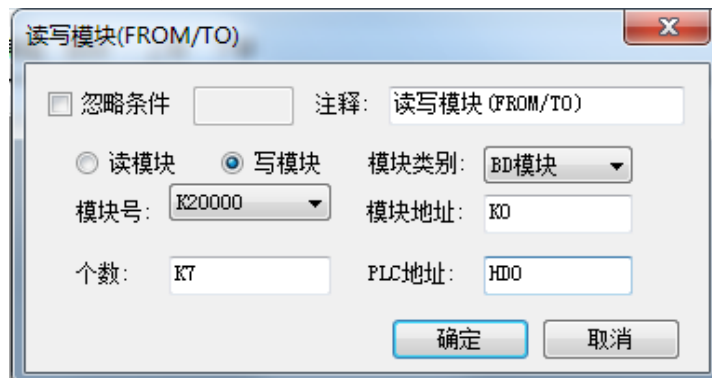 读写模块(FROM/TO)
忽略条件 注释: 读写模块(FROM/TO)
读模块 写模块 模块类别: BD模块
模块号: K20000 模块地址: K0
个数: K7 PLC地址: HD0
确定 取消